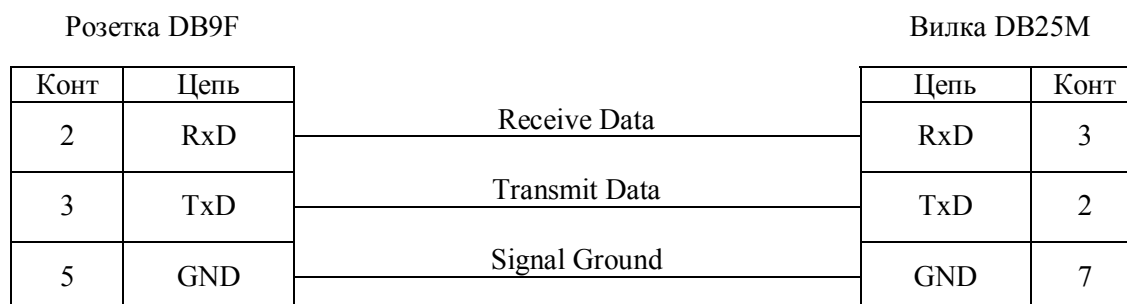 Розетка DB9F Вилка DB25M
Конт Цепь Цепь Конт
2 RxD Receive Data RxD 3
3 TxD Transmit Data TxD 2
5 GND Signal Ground GND 7